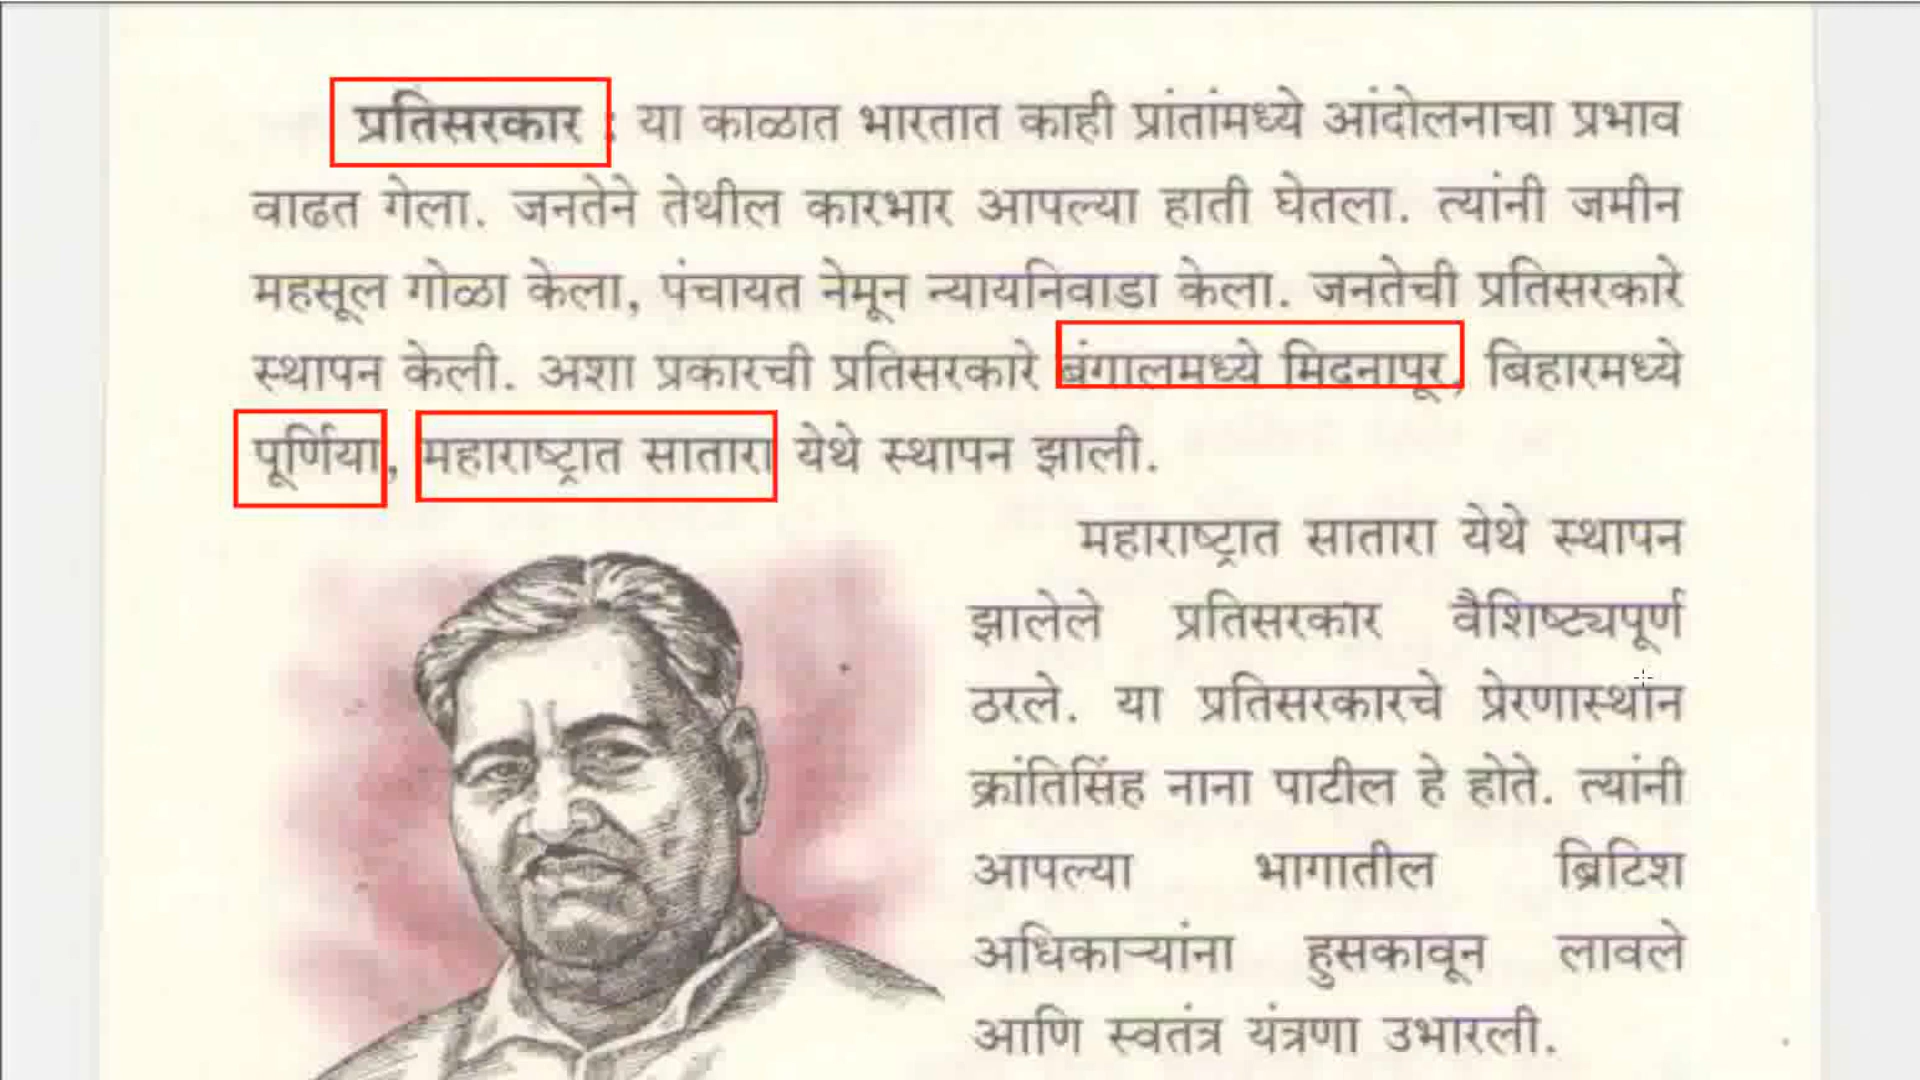 प्रतिसरकार : या काळात भारतात काही प्रांतांमध्ये आंदोलनाचा प्रभाव
वाढत गेला. जनतेने तेथील कारभार आपल्या हाती घेतला. त्यांनी जमीन
महसूल गोळा केला, पंचायत नेमून न्यायनिवाडा केला. जनतेची प्रतिसरकारे
स्थापन केली. अशा प्रकारची प्रतिसरकारे बंगालमध्ये मिदनापूर, बिहारमध्ये
पूर्णिया, महाराष्ट्रात सातारा येथे स्थापन झाली.
महाराष्ट्रात सातारा येथे स्थापन
झालेले प्रतिसरकार वैशिष्ट्यपूर्ण
ठरले. या प्रतिसरकारचे प्रेरणास्थान
क्रांतिसिंह नाना पाटील हे होते. त्यांनी
आपल्या भागातील ब्रिटिश
अधिकाऱ्यांना हुसकावून लावले
आणि स्वतंत्र यंत्रणा उभारली.